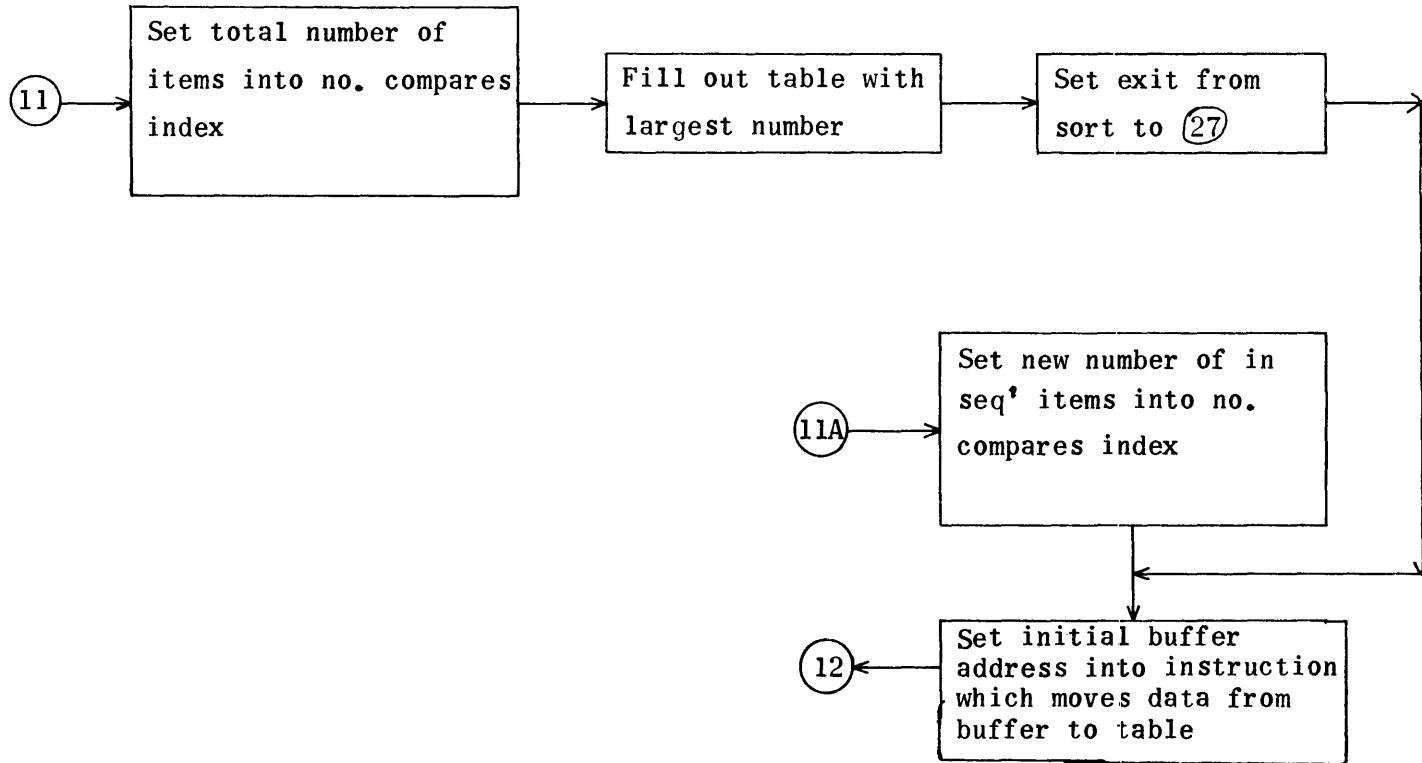 11
Set total number of
items into no. compares
index
Fill out table with
largest number
Set exit from
sort to 27
11A
Set new number of in
seq' items into no.
compares index
12
Set initial buffer
address into instruction
which moves data from
buffer to table